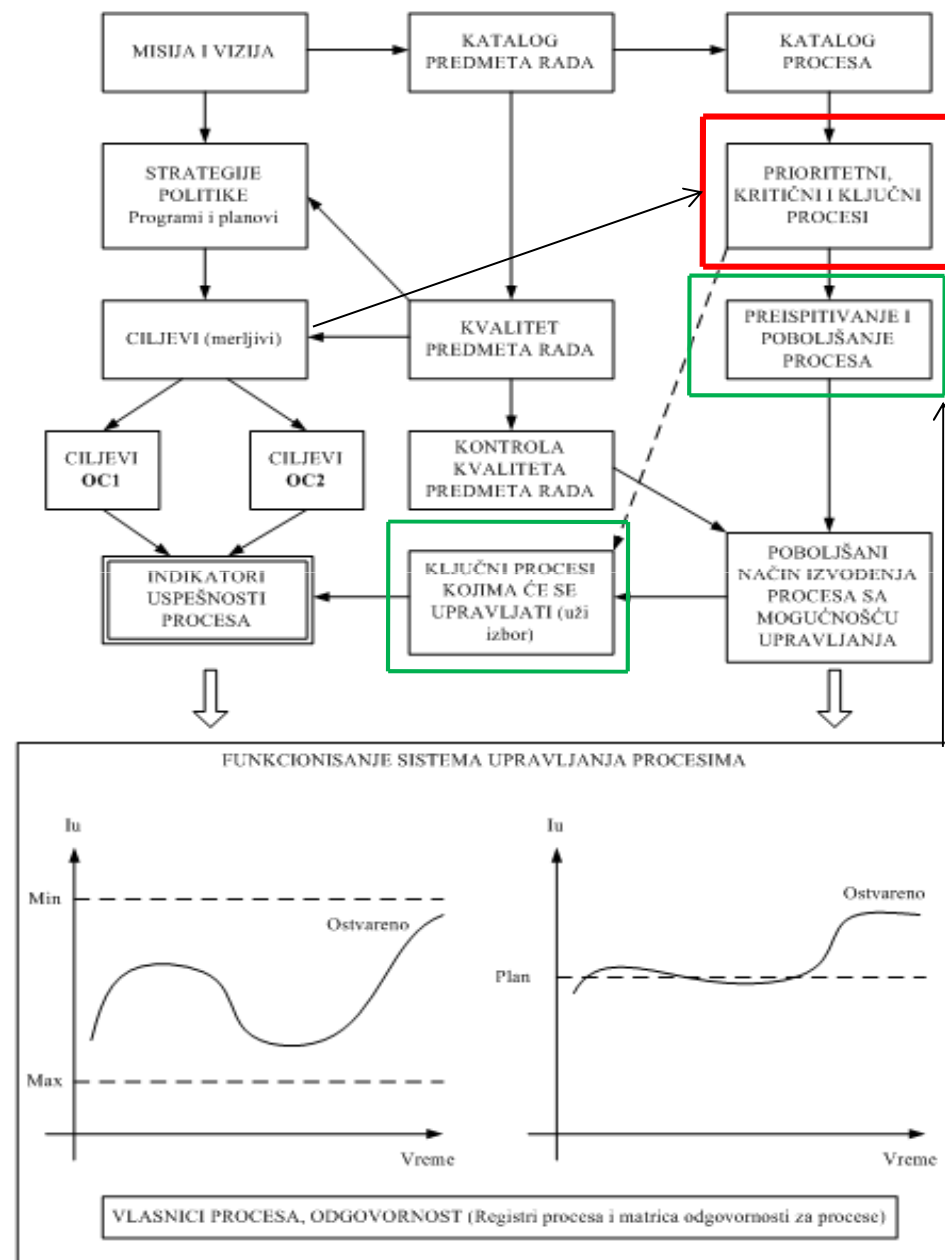 MISIJA I VIZIJA
KATALOG
PREDMETA RADA
KATALOG
PROCESA
STRATEGIJE
POLITIKE
Programi i planovi
PRIORITETNI,
KRITIČNI I KLJUČNI
PROCESI
CILJEVI (merljivi)
KVALITET
PREDMETA RADA
PREISPITIVANJE I
POBOLJŠANJE
PROCESA
CILJEVI
OC1
CILJEVI
OC2
KONTROLA
KVALITETA
PREDMETA RADA
INDIKATORI
USPEŠNOSTI
PROCESA
KLJUČNI PROCESI
KOJIMA ĆE SE
UPRAVLJATI (uži
izbor)
POBOLJŠANI
NAČIN IZVOĐENJA
PROCESA SA
MOGUĆNOŠĆU
UPRAVLJANJA
FUNKCIONISANJE SISTEMA UPRAVLJANJA PROCESIMA
Iu
Min
Ostvareno
Max
Vreme
Iu
Ostvareno
Plan
Vreme
VLASNICI PROCESA, ODGOVORNOST (Registri procesa i matrica odgovornosti za procese)